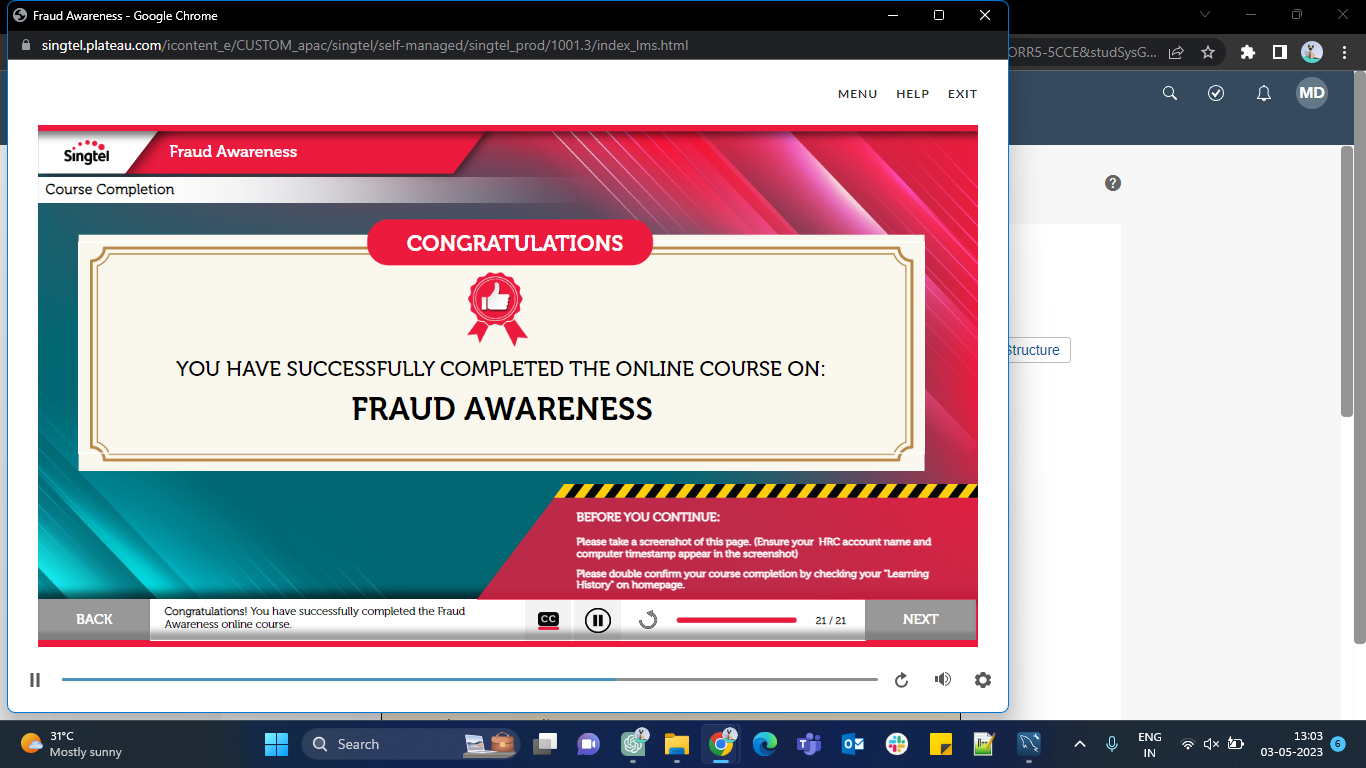 Fraud Awareness - Google Chrome
singtel.plateau.com/icontent_e/CUSTOM_apac/singtel/self-managed/singtel_prod/1001.3/index_lms.html
ORR5-5CCE&studSysG...
MENU HELP EXIT
MD
Singtel
Fraud Awareness
Course Completion
?
CONGRATULATIONS
YOU HAVE SUCCESSFULLY COMPLETED THE ONLINE COURSE ON:
FRAUD AWARENESS
Structure
BEFORE YOU CONTINUE:
Please take a screenshot of this page. (Ensure your HRC account name and
computer timestamp appear in the screenshot)
Please double confirm your course completion by checking your "Learning
History" on homepage.
BACK
Congratulations! You have successfully completed the Fraud
Awareness online course.
CC
21 / 21
NEXT
31°C
Mostly sunny
Search
ENG
IN
13:03
03-05-2023
6